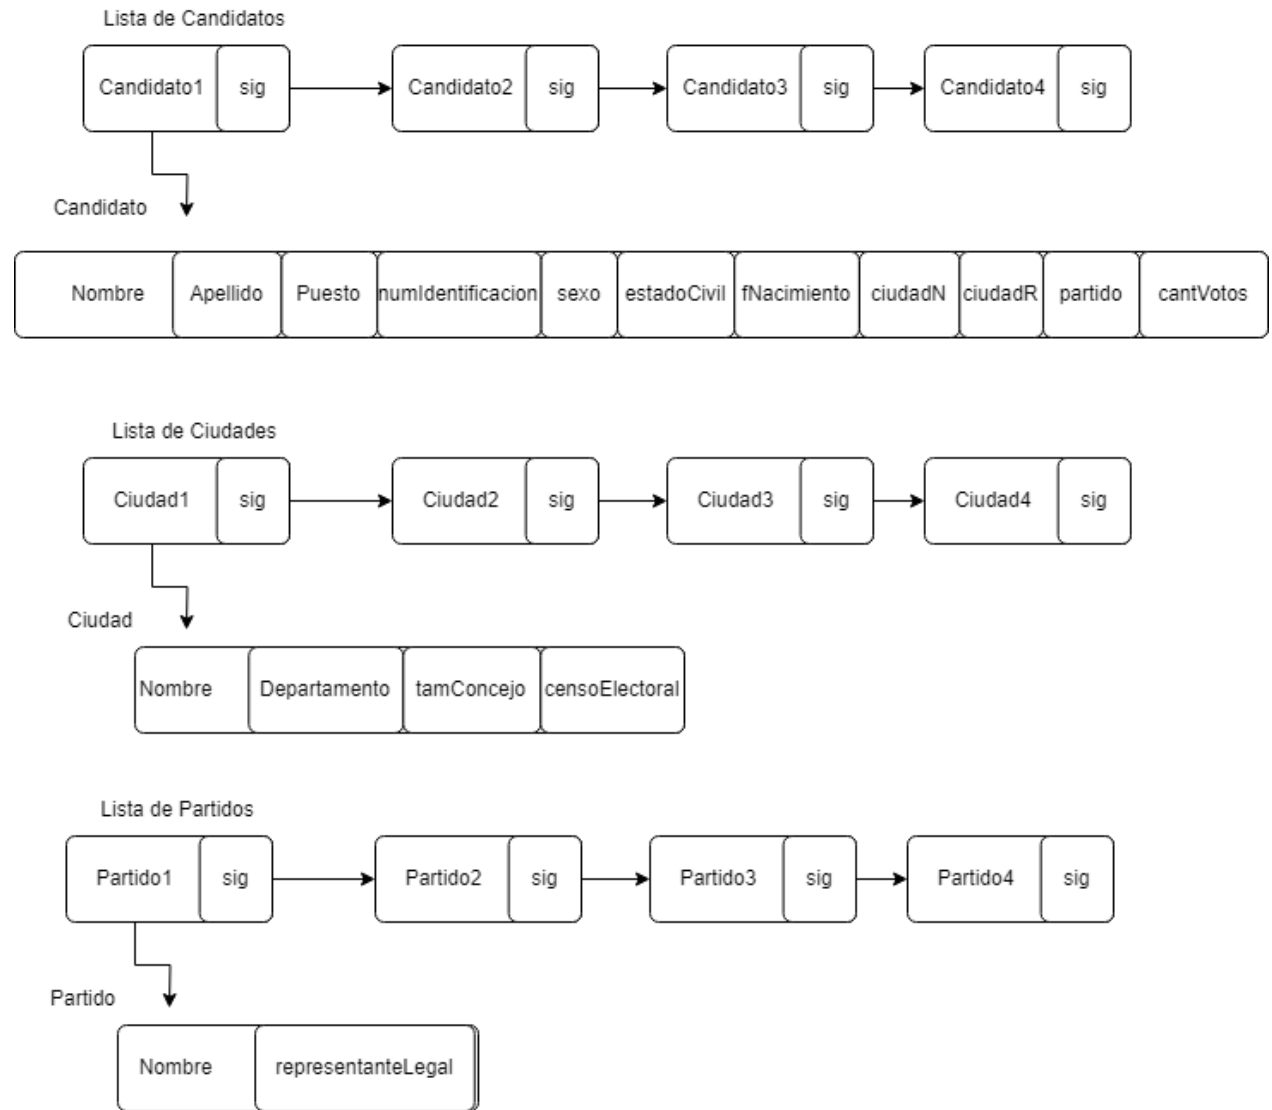 Lista de Candidatos
Candidato1 sig Candidato2 sig Candidato3 sig Candidato4 sig
Candidato
Nombre Apellido Puesto numIdentificacion sexo estadoCivil fNacimiento ciudadN ciudadR partido cantVotos
Lista de Ciudades
Ciudad1 sig Ciudad2 sig Ciudad3 sig Ciudad4 sig
Ciudad
Nombre Departamento tamConcejo censoElectoral
Lista de Partidos
Partido1 sig Partido2 sig Partido3 sig Partido4 sig
Partido
Nombre representanteLegal